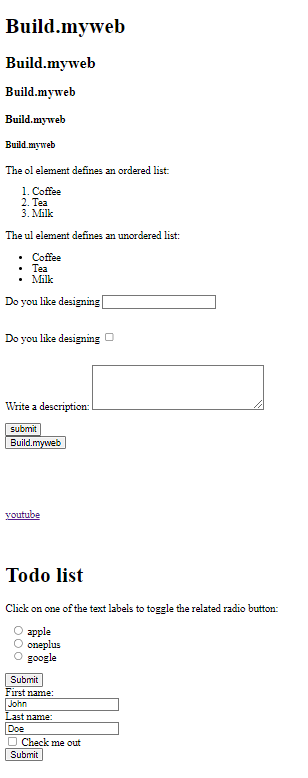 Build.myweb
Build.myweb
Build.myweb
Build.myweb
Build.myweb
The ol element defines an ordered list:
1. Coffee
2. Tea
3. Milk
The ul element defines an unordered list:
• Coffee
• Tea
• Milk
Do you like designing
Do you like designing
Write a description:
submit
Build.myweb
youtube
Todo list
Click on one of the text labels to toggle the related radio button:
apple
oneplus
google
Submit
First name:
John
Last name:
Doe
Check me out
Submit